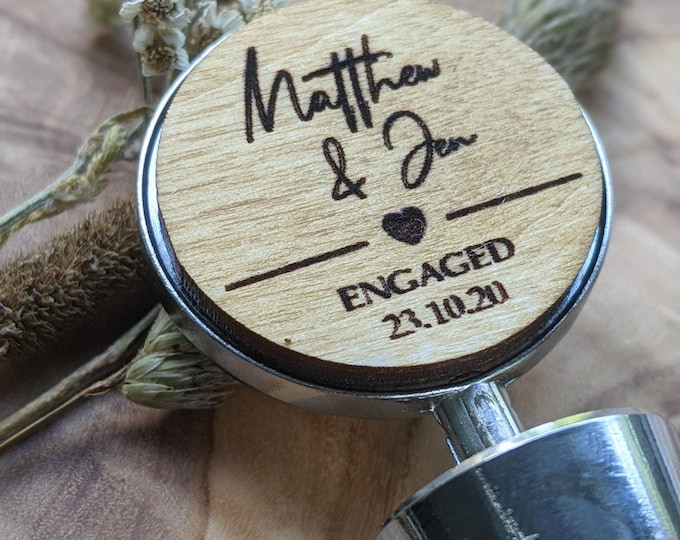 Matthew
& Jen
ENGAGED
23.10.20